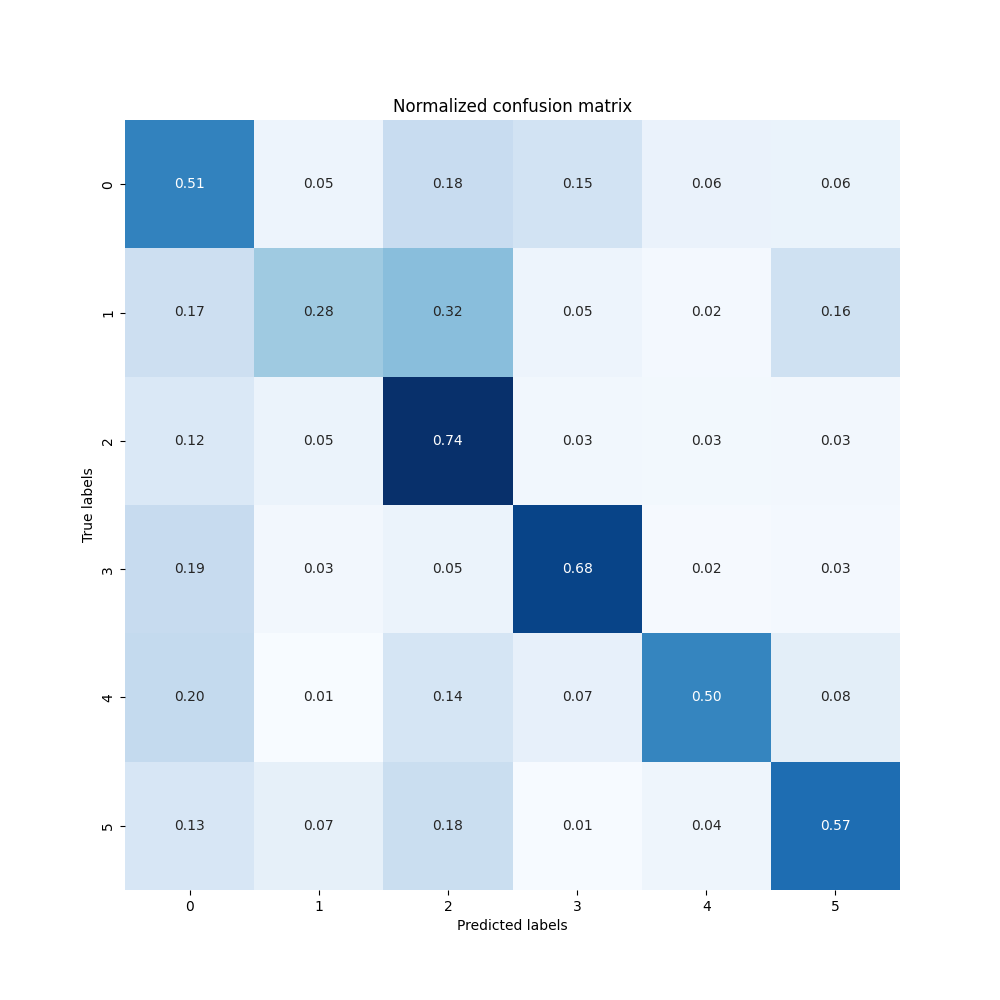 Normalized confusion matrix
0 0.51 0.05 0.18 0.15 0.06 0.06
1 0.17 0.28 0.32 0.05 0.02 0.16
2 0.12 0.05 0.74 0.03 0.03 0.03
True labels
3 0.19 0.03 0.05 0.68 0.02 0.03
4 0.20 0.01 0.14 0.07 0.50 0.08
5 0.13 0.07 0.18 0.01 0.04 0.57
0 1 2 3 4 5
Predicted labels